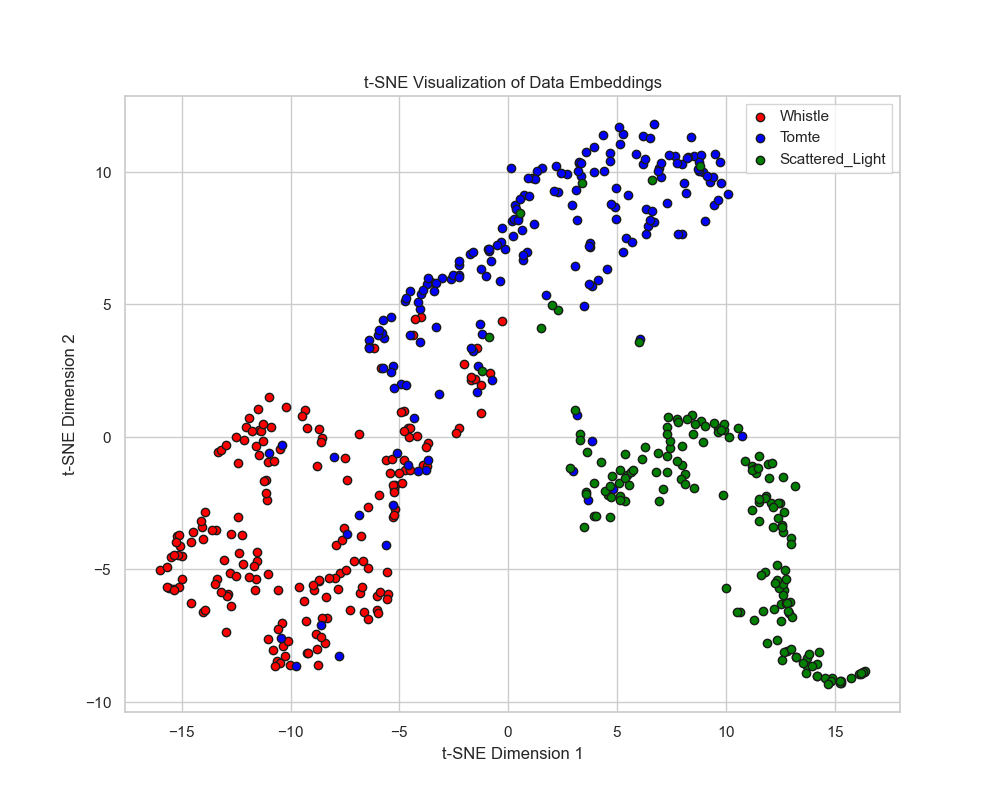 t-SNE Visualization of Data Embeddings
Whistle
Tomte
Scattered_Light
10
5
0
−5
−10
t-SNE Dimension 2
−15
−10
−5
0
5
10
15
t-SNE Dimension 1